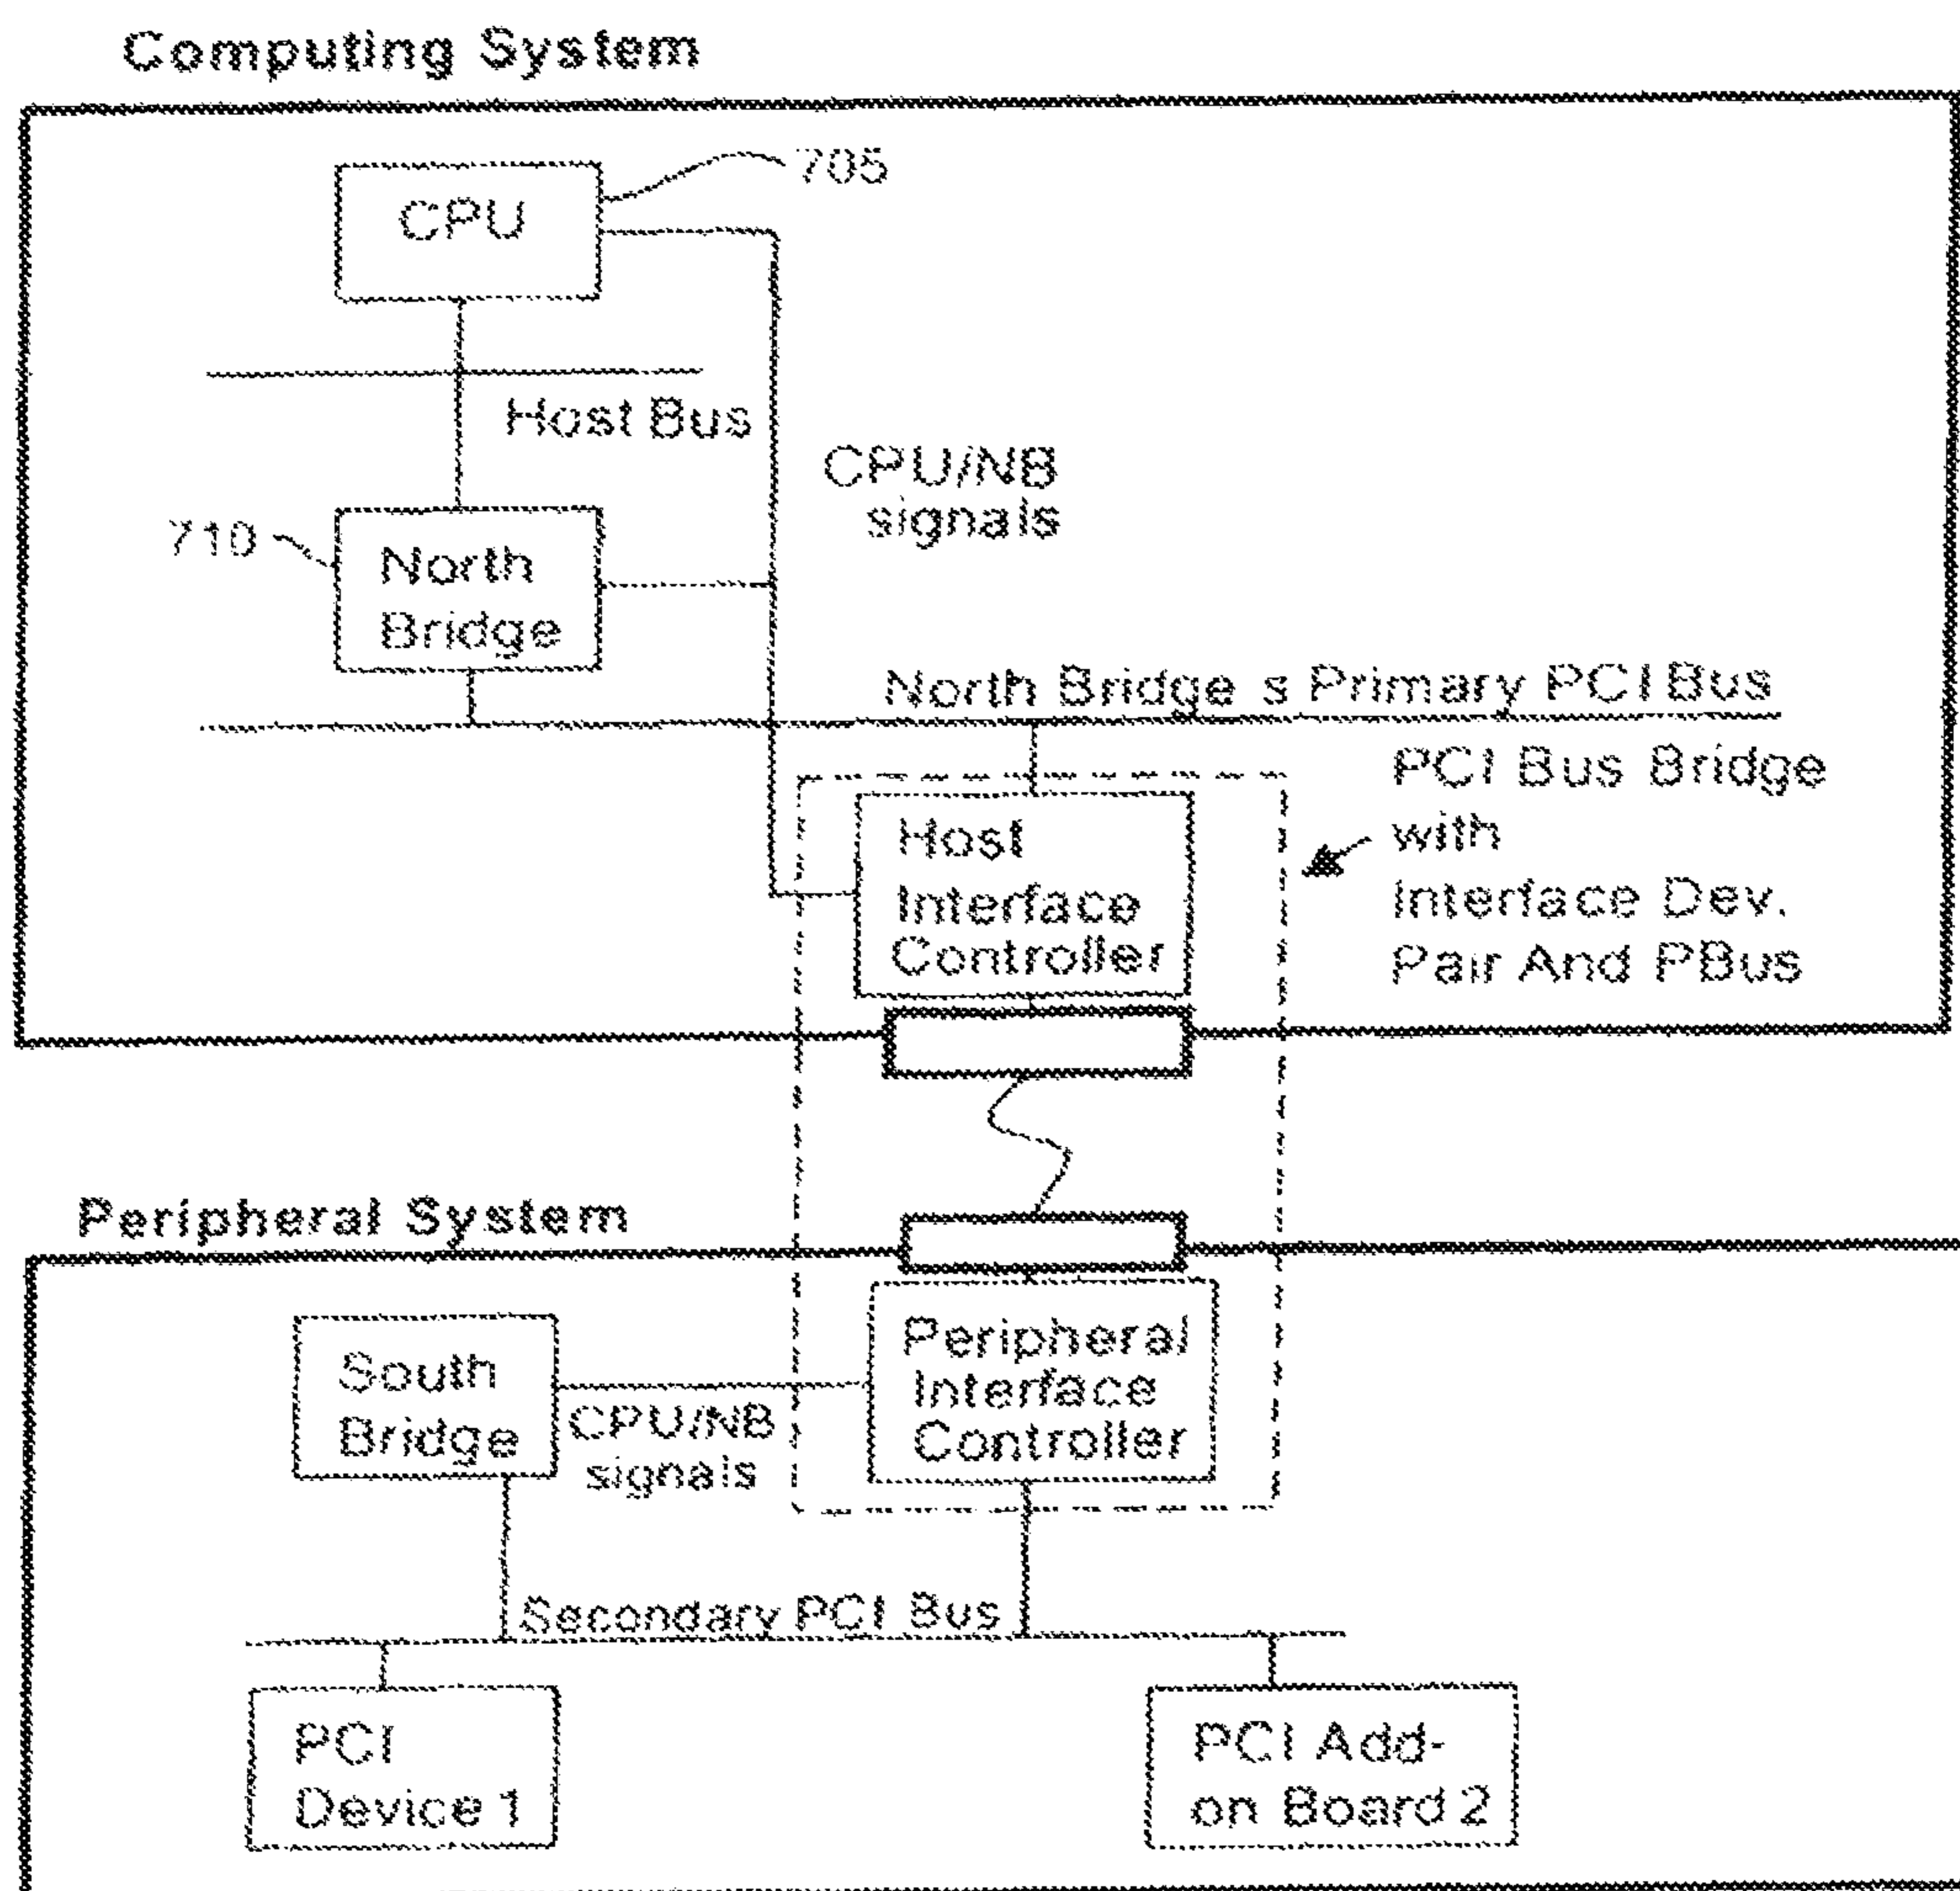 Computing System
705
CPU
Host Bus
CPU/NB
signals
710
North
Bridge
North Bridge s Primary PCI Bus
PCI Bus Bridge
with
Interface Dev.
Pair And PBus
Host
Interface
Controller
Peripheral System
Peripheral
Interface
Controller
South
Bridge
CPU/NB
signals
Secondary PCI Bus
PCI
Device 1
PCI Add-
on Board 2